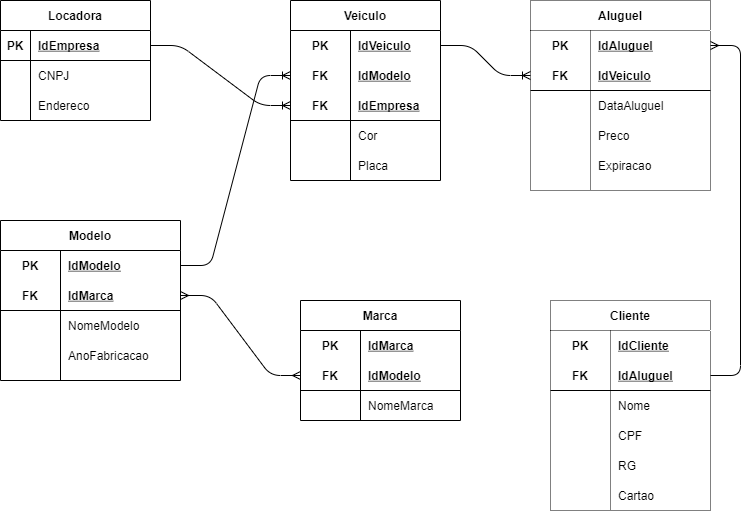 Locadora
PK IdEmpresa
CNPJ
Endereco
Veiculo
PK IdVeiculo
FK IdModelo
FK IdEmpresa
Cor
Placa
Aluguel
PK IdAluguel
FK IdVeiculo
DataAluguel
Preco
Expiracao
Modelo
PK IdModelo
FK IdMarca
NomeModelo
AnoFabricacao
Marca
PK IdMarca
FK IdModelo
NomeMarca
Cliente
PK IdCliente
FK IdAluguel
Nome
CPF
RG
Cartao